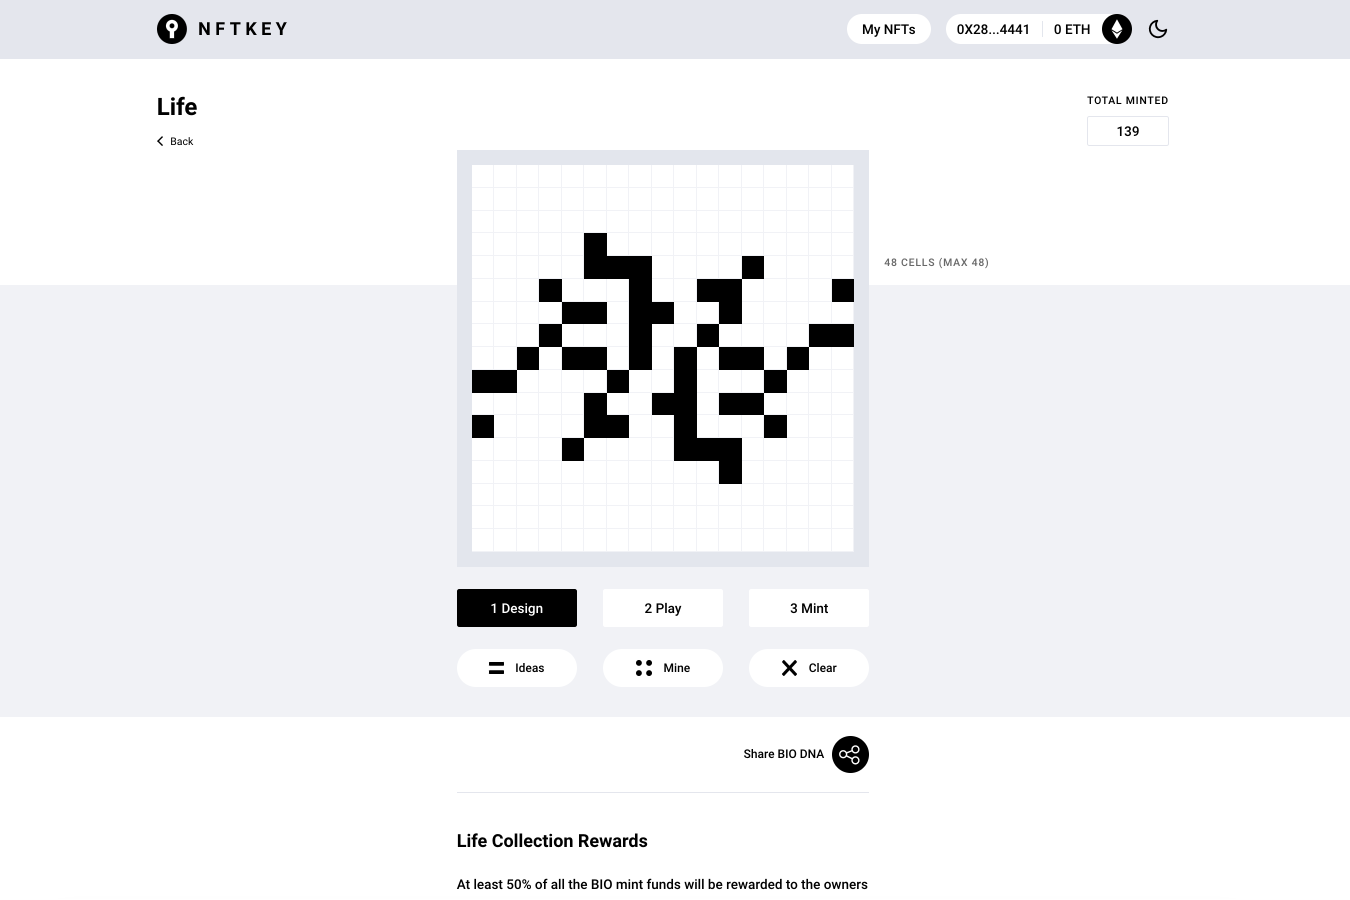 NFTKEY
My NFTs
0X28...4441
0 ETH
Life
Back
TOTAL MINTED
139
48 CELLS (MAX 48)
1 Design
2 Play
3 Mint
Ideas
Mine
Clear
Share BIO DNA
Life Collection Rewards
At least 50% of all the BIO mint funds will be rewarded to the owners